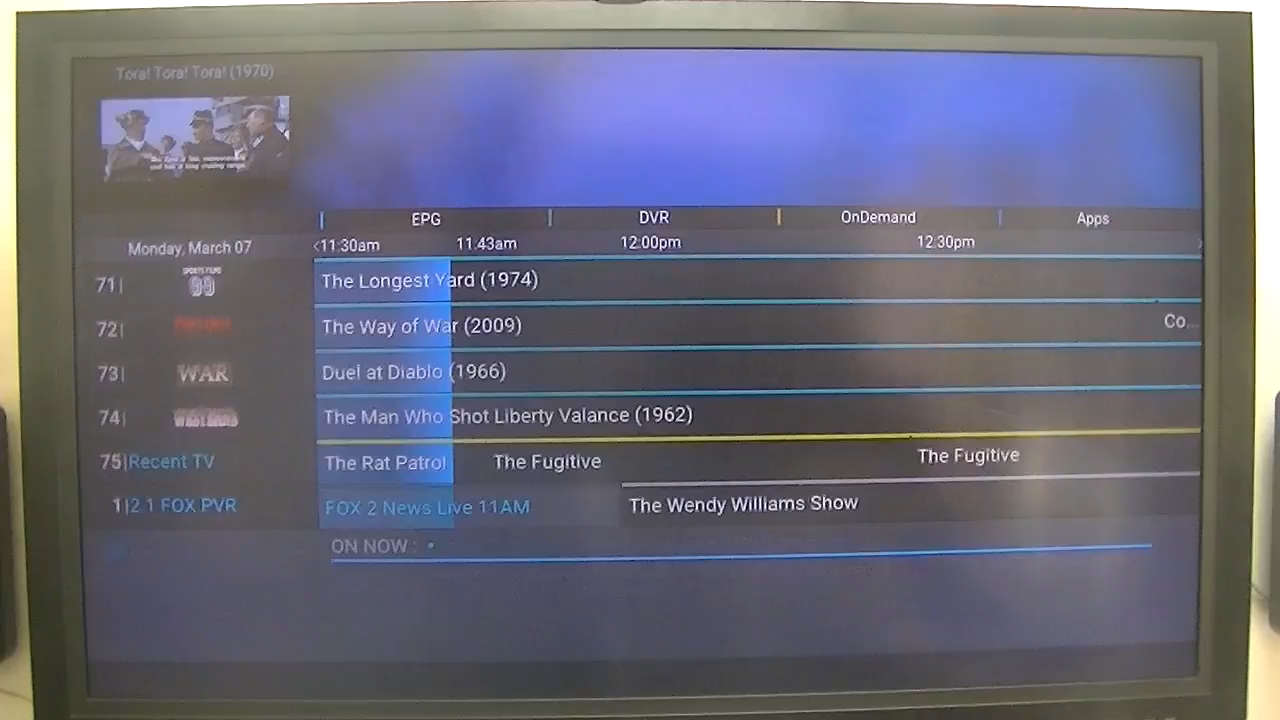 Tora! Tora! Tora! (1970)
EPG DVR OnDemand Apps
Monday, March 07 <11:30am 11:43am 12:00pm 12:30pm >
71| The Longest Yard (1974)
72| The Way of War (2009) Co...
73| WAR Duel at Diablo (1966)
74| WESTERNS The Man Who Shot Liberty Valance (1962)
75|Recent TV The Rat Patrol The Fugitive The Fugitive
1|2.1 FOX PVR FOX 2 News Live 11AM The Wendy Williams Show
ON NOW : •